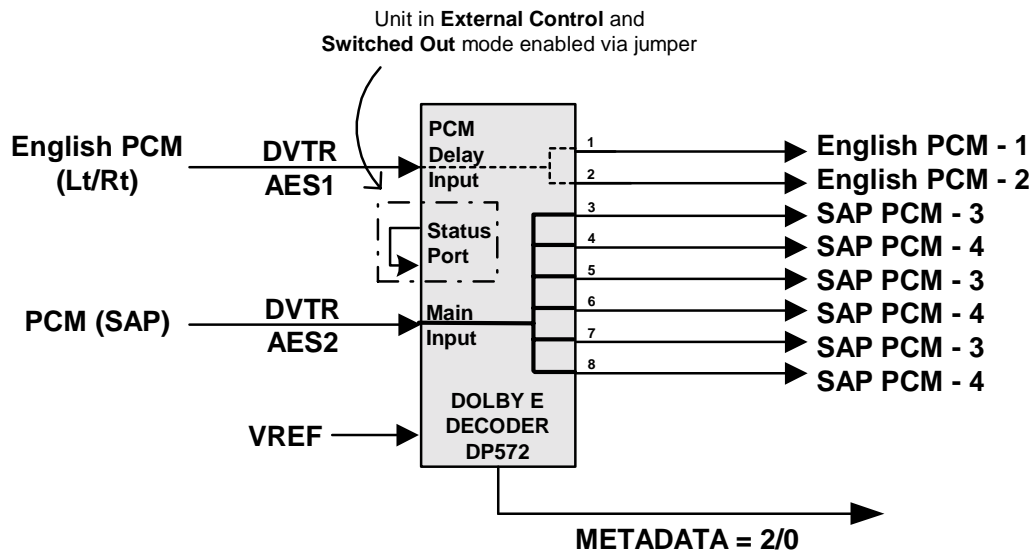 Unit in External Control and
Switched Out mode enabled via jumper
English PCM
(Lt/Rt)
DVTR
AES1
PCM
Delay
Input
1
English PCM - 1
2
English PCM - 2
3
SAP PCM - 3
Status
Port
4
SAP PCM - 4
5
SAP PCM - 3
PCM (SAP)
DVTR
AES2
Main
Input
6
SAP PCM - 4
7
SAP PCM - 3
8
SAP PCM - 4
DOLBY E
DECODER
DP572
VREF
METADATA = 2/0